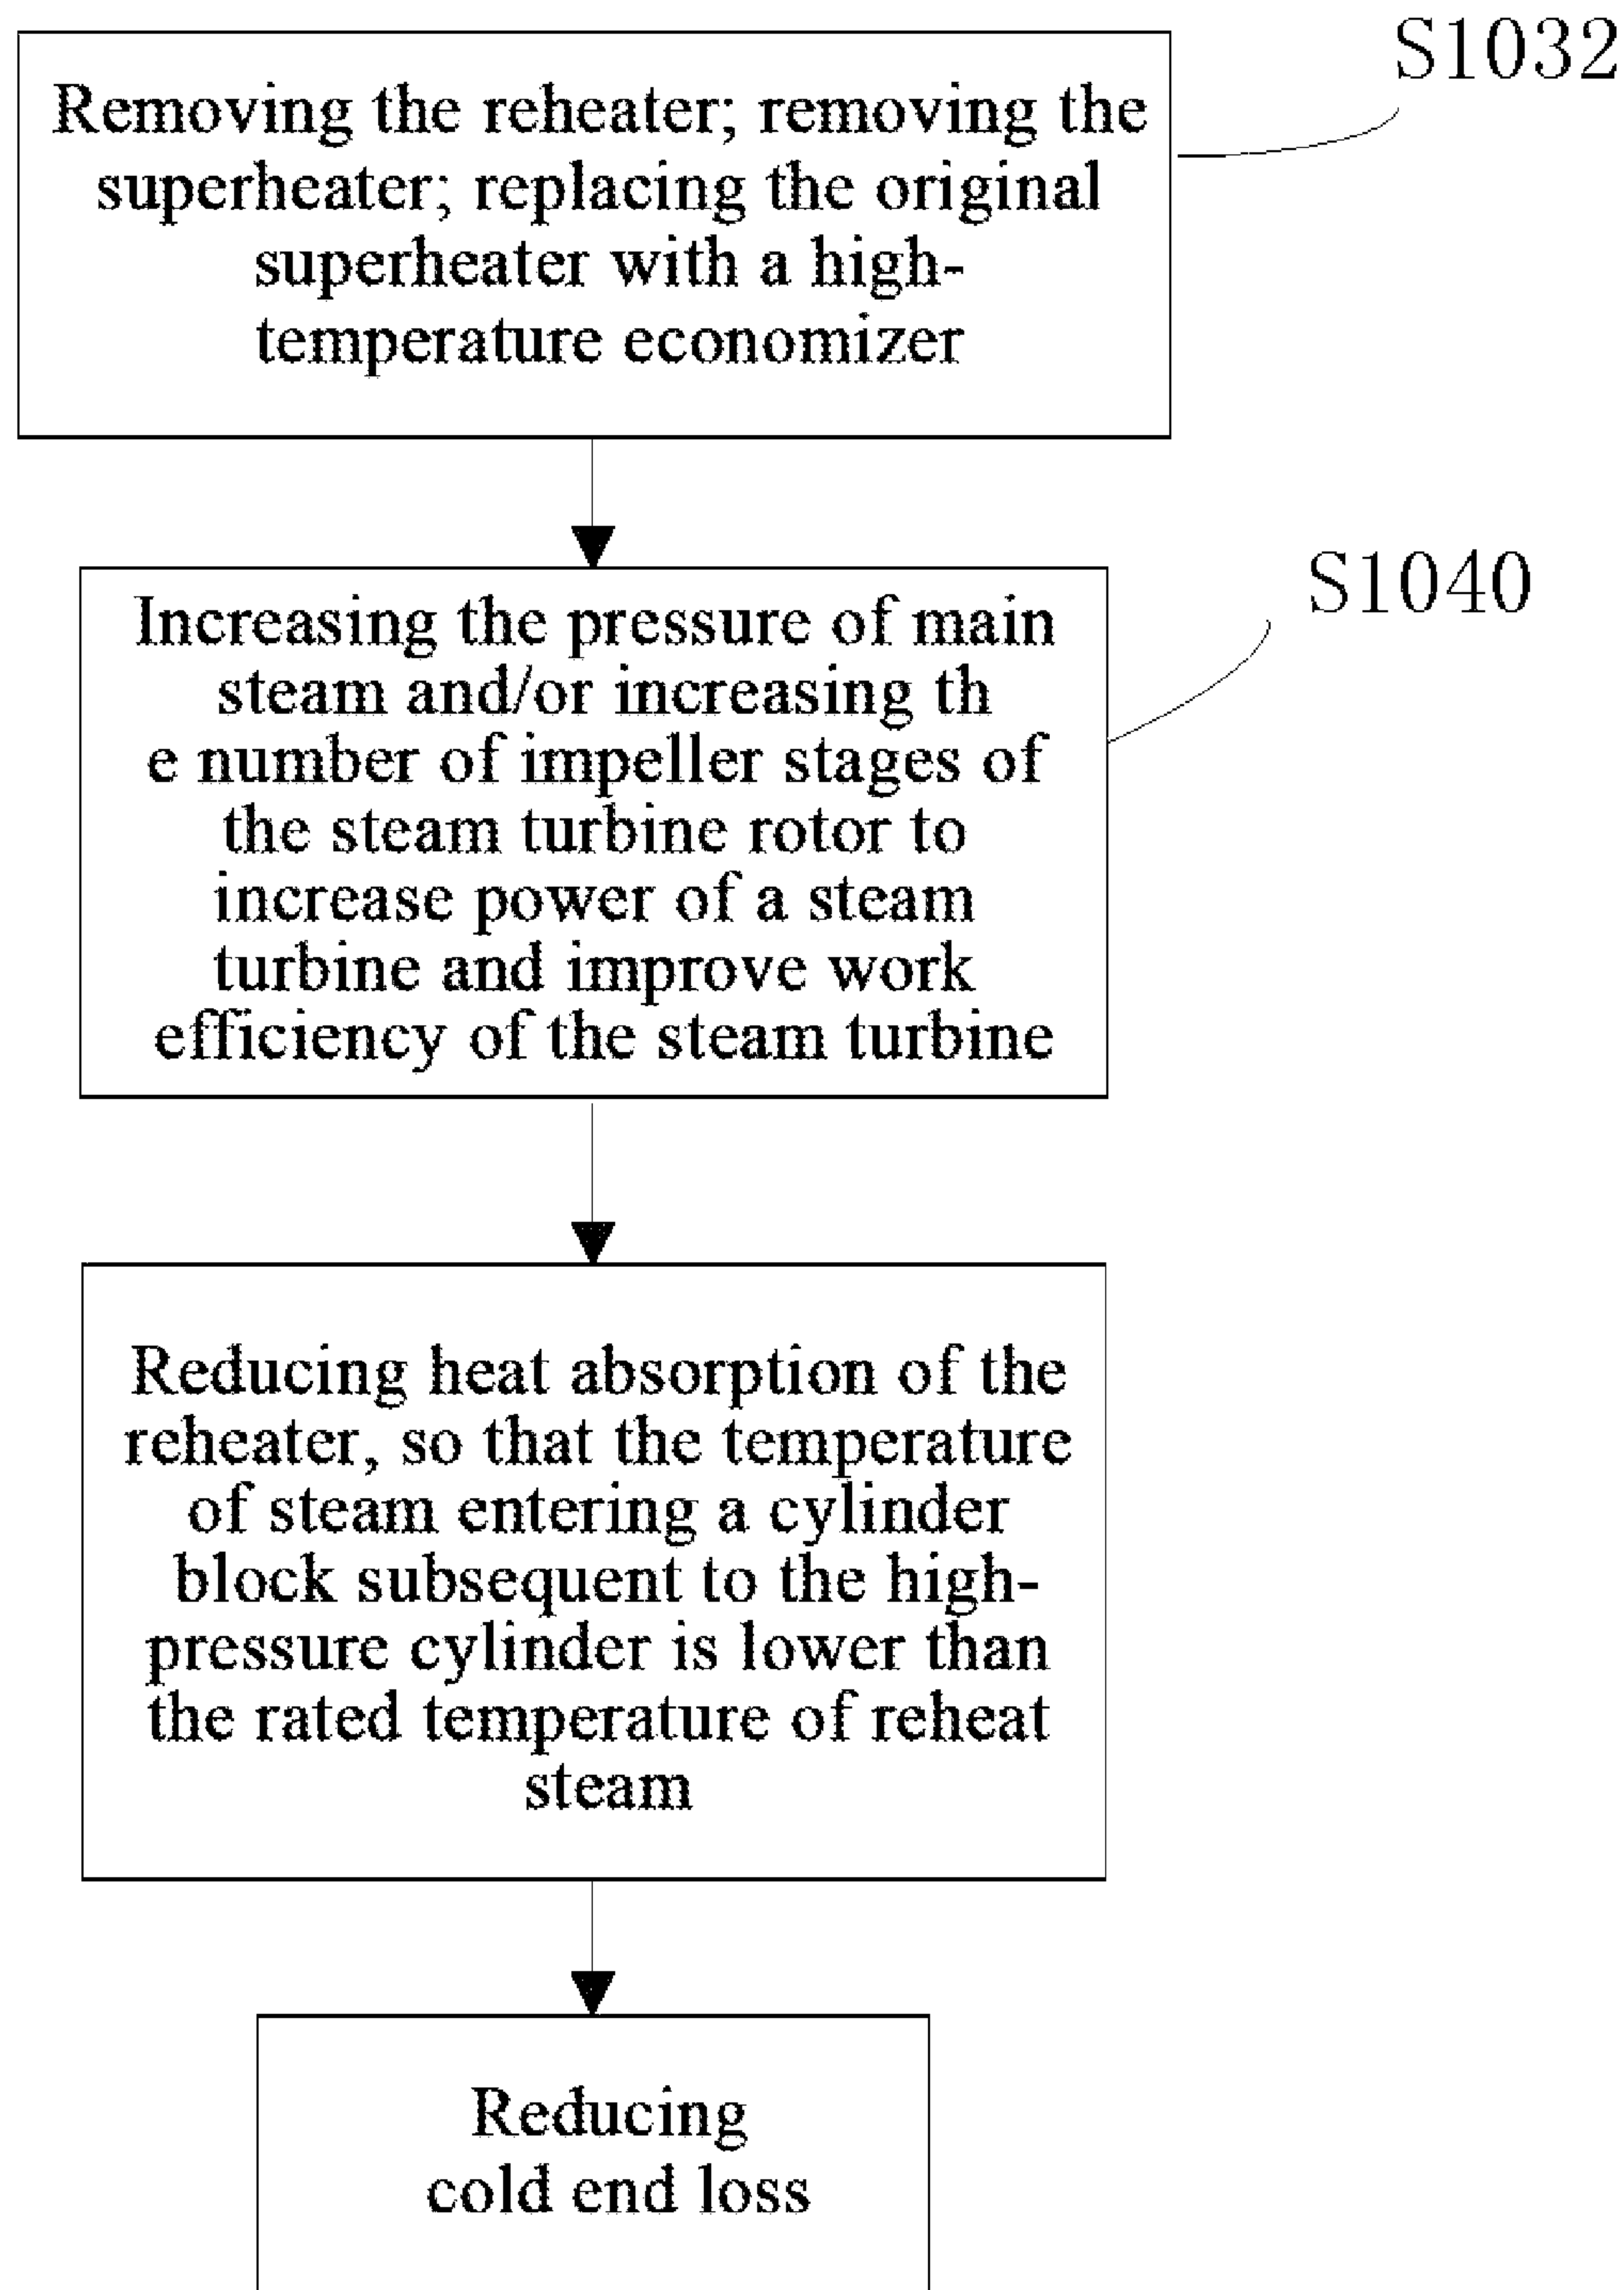 S1032
Removing the reheater; removing the
superheater; replacing the original
superheater with a high-
temperature economizer
S1040
Increasing the pressure of main
steam and/or increasing th
e number of impeller stages of
the steam turbine rotor to
increase power of a steam
turbine and improve work
efficiency of the steam turbine
Reducing heat absorption of the
reheater, so that the temperature
of steam entering a cylinder
block subsequent to the high-
pressure cylinder is lower than
the rated temperature of reheat
steam
Reducing
cold end loss